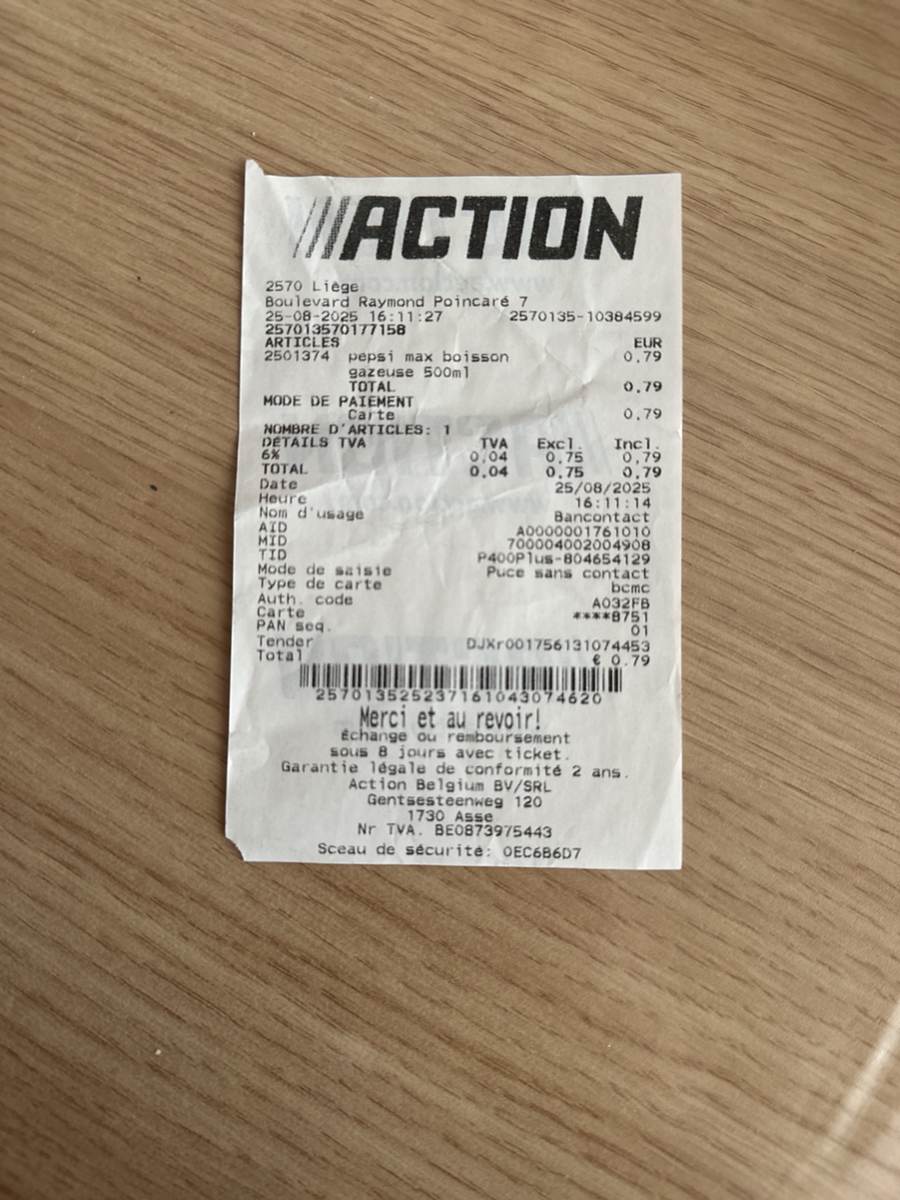 ACTION
2570 Liège
Boulevard Raymond Poincaré 7
25-08-2025 16:11:27 2570135-10384599
257013570177158
ARTICLES EUR
2501374 pepsi max boisson 0,79
gazeuse 500ml
TOTAL 0,79
MODE DE PAIEMENT
Carte 0,79
NOMBRE D'ARTICLES: 1
DÉTAILS TVA TVA Excl. Incl.
6% 0,04 0,75 0,79
TOTAL 0,04 0,75 0,79
Date 25/08/2025
Heure 16:11:14
Nom d'usage Bancontact
AID A0000001761010
MID 700004002004908
TID P400Plus-804654129
Mode de saisie Puce sans contact
Type de carte bcmc
Auth. code A032FB
Carte ****8751
PAN seq. 01
Tender DJXr001756131074453
Total € 0.79
2570135252371610430746​20
Merci et au revoir!
Échange ou remboursement
sous 8 jours avec ticket.
Garantie légale de conformité 2 ans.
Action Belgium BV/SRL
Gentsesteenweg 120
1730 Asse
Nr TVA. BE0873975443
Sceau de sécurité: 0EC6B6D7